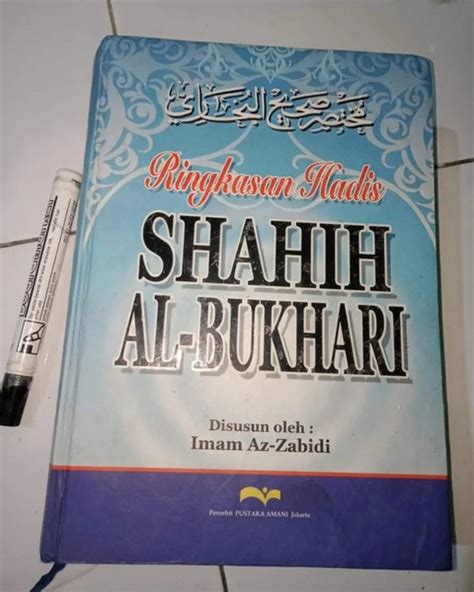 مختصر صحيح البخاري
Ringkasan Hadis
SHAHIH
AL-BUKHARI
Disusun oleh :
Imam Az-Zabidi
Penerbit PUSTAKA AMANI Jakarta